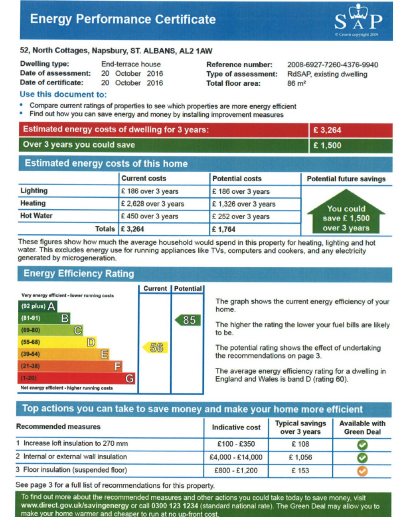 Energy Performance Certificate
SAP
52, North Cottages, Napsbury, ST. ALBANS, AL2 1AW
Dwelling type: End-terrace house Reference number: 2008-6927-7260-4376-9940
Date of assessment: 20 October 2016 Type of assessment: RdSAP, existing dwelling
Date of certificate: 20 October 2016 Total floor area: 86 m²
Use this document to:
• Compare current ratings of properties to see which properties are more energy efficient
• Find out how you can save energy and money by installing improvement measures
Estimated energy costs of dwelling for 3 years: £ 3,264
Over 3 years you could save £ 1,500
Estimated energy costs of this home
Current costs Potential costs Potential future savings
Lighting £ 186 over 3 years £ 186 over 3 years
Heating £ 2,628 over 3 years £ 1,326 over 3 years
Hot Water £ 450 over 3 years £ 252 over 3 years
Totals £ 3,264 £ 1,764
You could
save £ 1,500
over 3 years
These figures show how much the average household would spend in this property for heating, lighting and hot
water. This excludes energy use for running appliances like TVs, computers and cookers, and any electricity
generated by microgeneration.
Energy Efficiency Rating
Current Potential
Very energy efficient - lower running costs
(92 plus) A
(81-91) B
(69-80) C
(55-68) D
(39-54) E
(21-38) F
(1-20) G
Not energy efficient - higher running costs
56
85
The graph shows the current energy efficiency of your
home.
The higher the rating the lower your fuel bills are likely
to be.
The potential rating shows the effect of undertaking
the recommendations on page 3.
The average energy efficiency rating for a dwelling in
England and Wales is band D (rating 60).
Top actions you can take to save money and make your home more efficient
Recommended measures Indicative cost Typical savings over 3 years Available with Green Deal
1 Increase loft insulation to 270 mm £100 - £350 £ 108
2 Internal or external wall insulation £4,000 - £14,000 £ 1,056
3 Floor insulation (suspended floor) £800 - £1,200 £ 153
See page 3 for a full list of recommendations for this property.
To find out more about the recommended measures and other actions you could take today to save money, visit
www.direct.gov.uk/savingenergy or call 0300 123 1234 (standard national rate). The Green Deal may allow you to
make your home warmer and cheaper to run at no up-front cost.